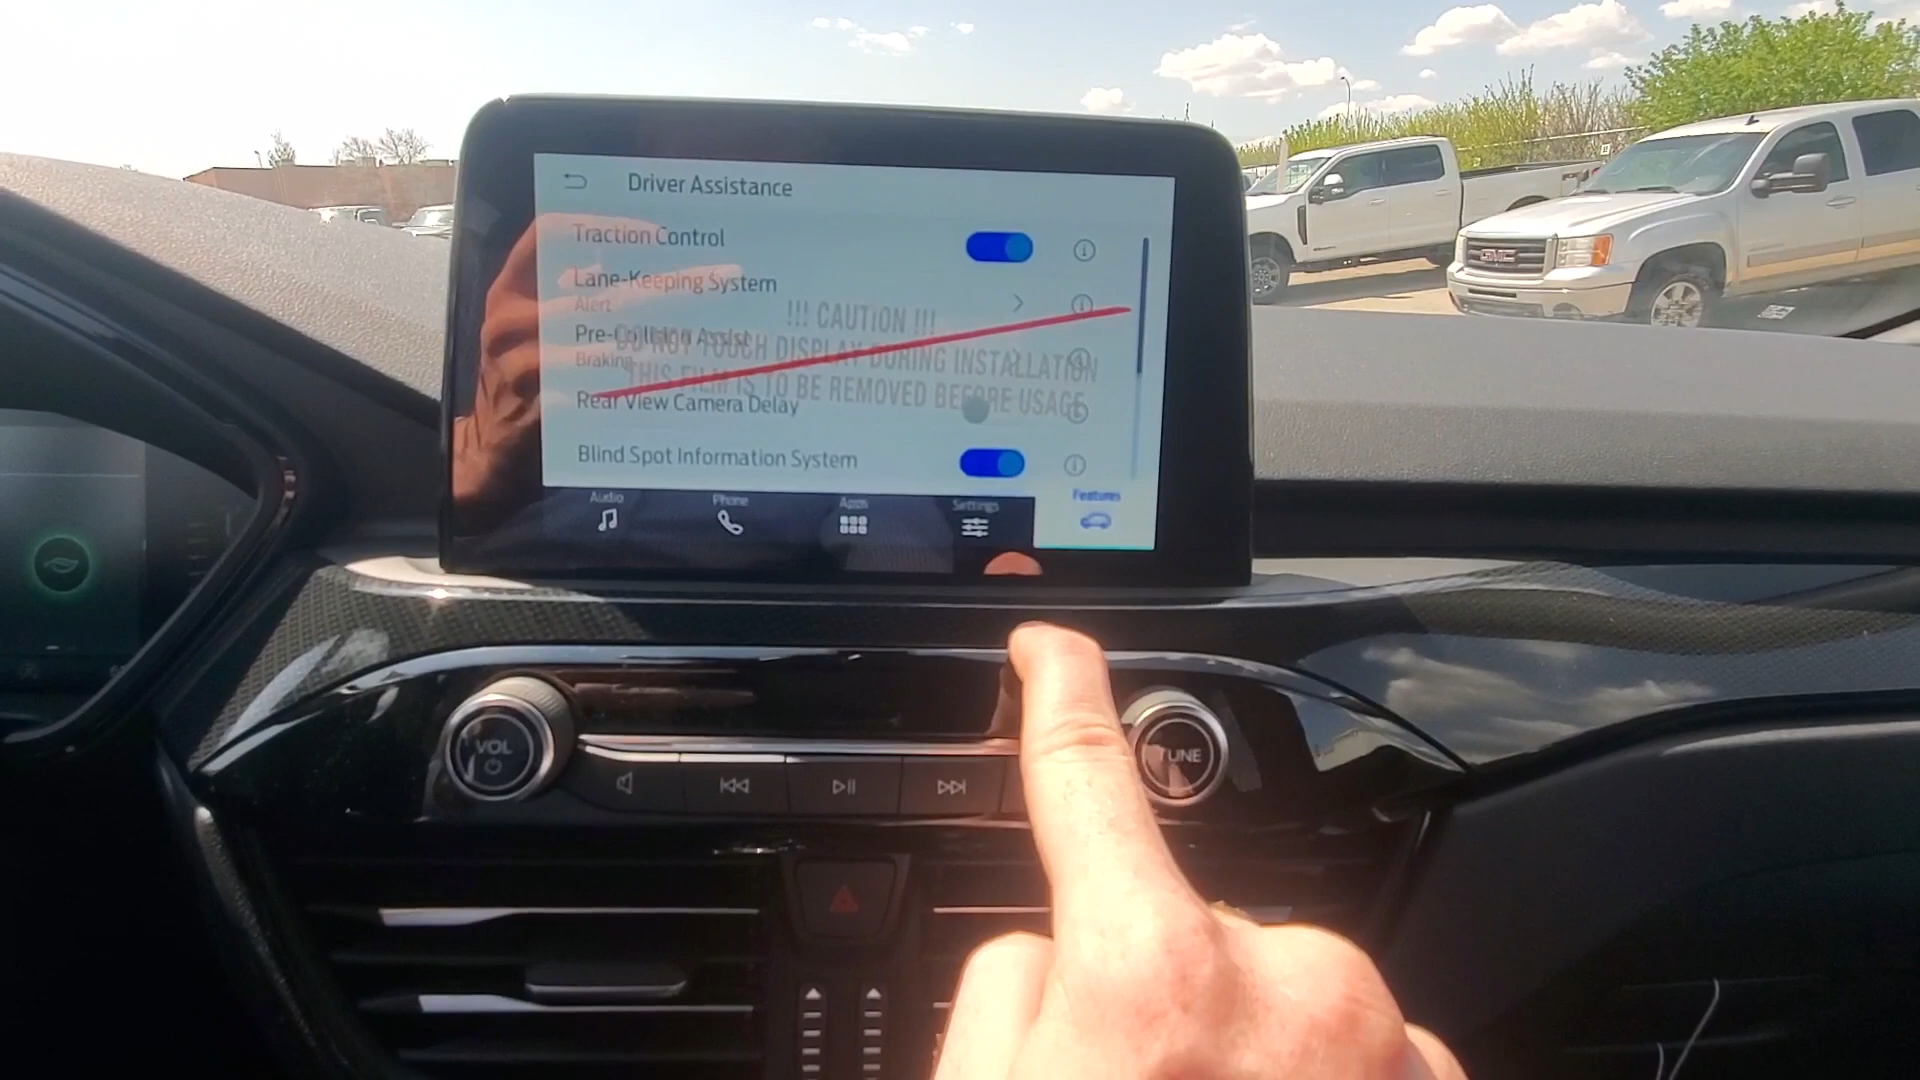 Driver Assistance
Traction Control
Lane-Keeping System
Alert
!!! CAUTION !!!
Pre-Collision Assist
DO NOT TOUCH DISPLAY DURING INSTALLATION
Braking
THIS FILM IS TO BE REMOVED BEFORE USAGE
Rear View Camera Delay
Blind Spot Information System
Audio
Phone
Apps
Settings
Features
VOL
TUNE
GMC